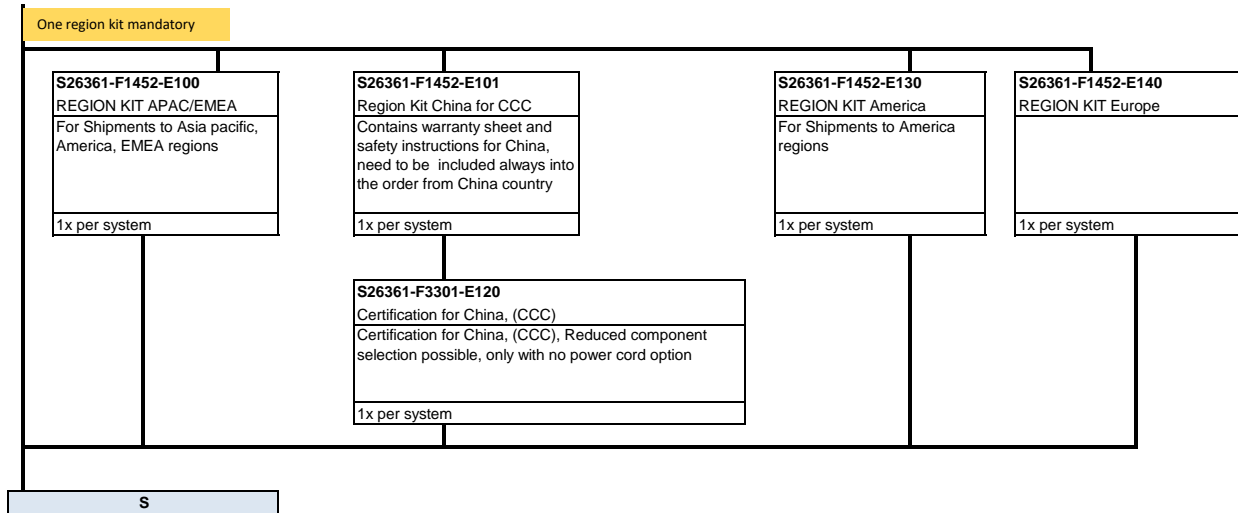 One region kit mandatory
S26361-F1452-E100
REGION KIT APAC/EMEA
For Shipments to Asia pacific,
America, EMEA regions
1x per system
S26361-F1452-E101
Region Kit China for CCC
Contains warranty sheet and
safety instructions for China,
need to be  included always into
the order from China country
1x per system
S26361-F1452-E130
REGION KIT America
For Shipments to America
regions
1x per system
S26361-F1452-E140
REGION KIT Europe
1x per system
S26361-F3301-E120
Certification for China, (CCC)
Certification for China, (CCC), Reduced component
selection possible, only with no power cord option
1x per system
S